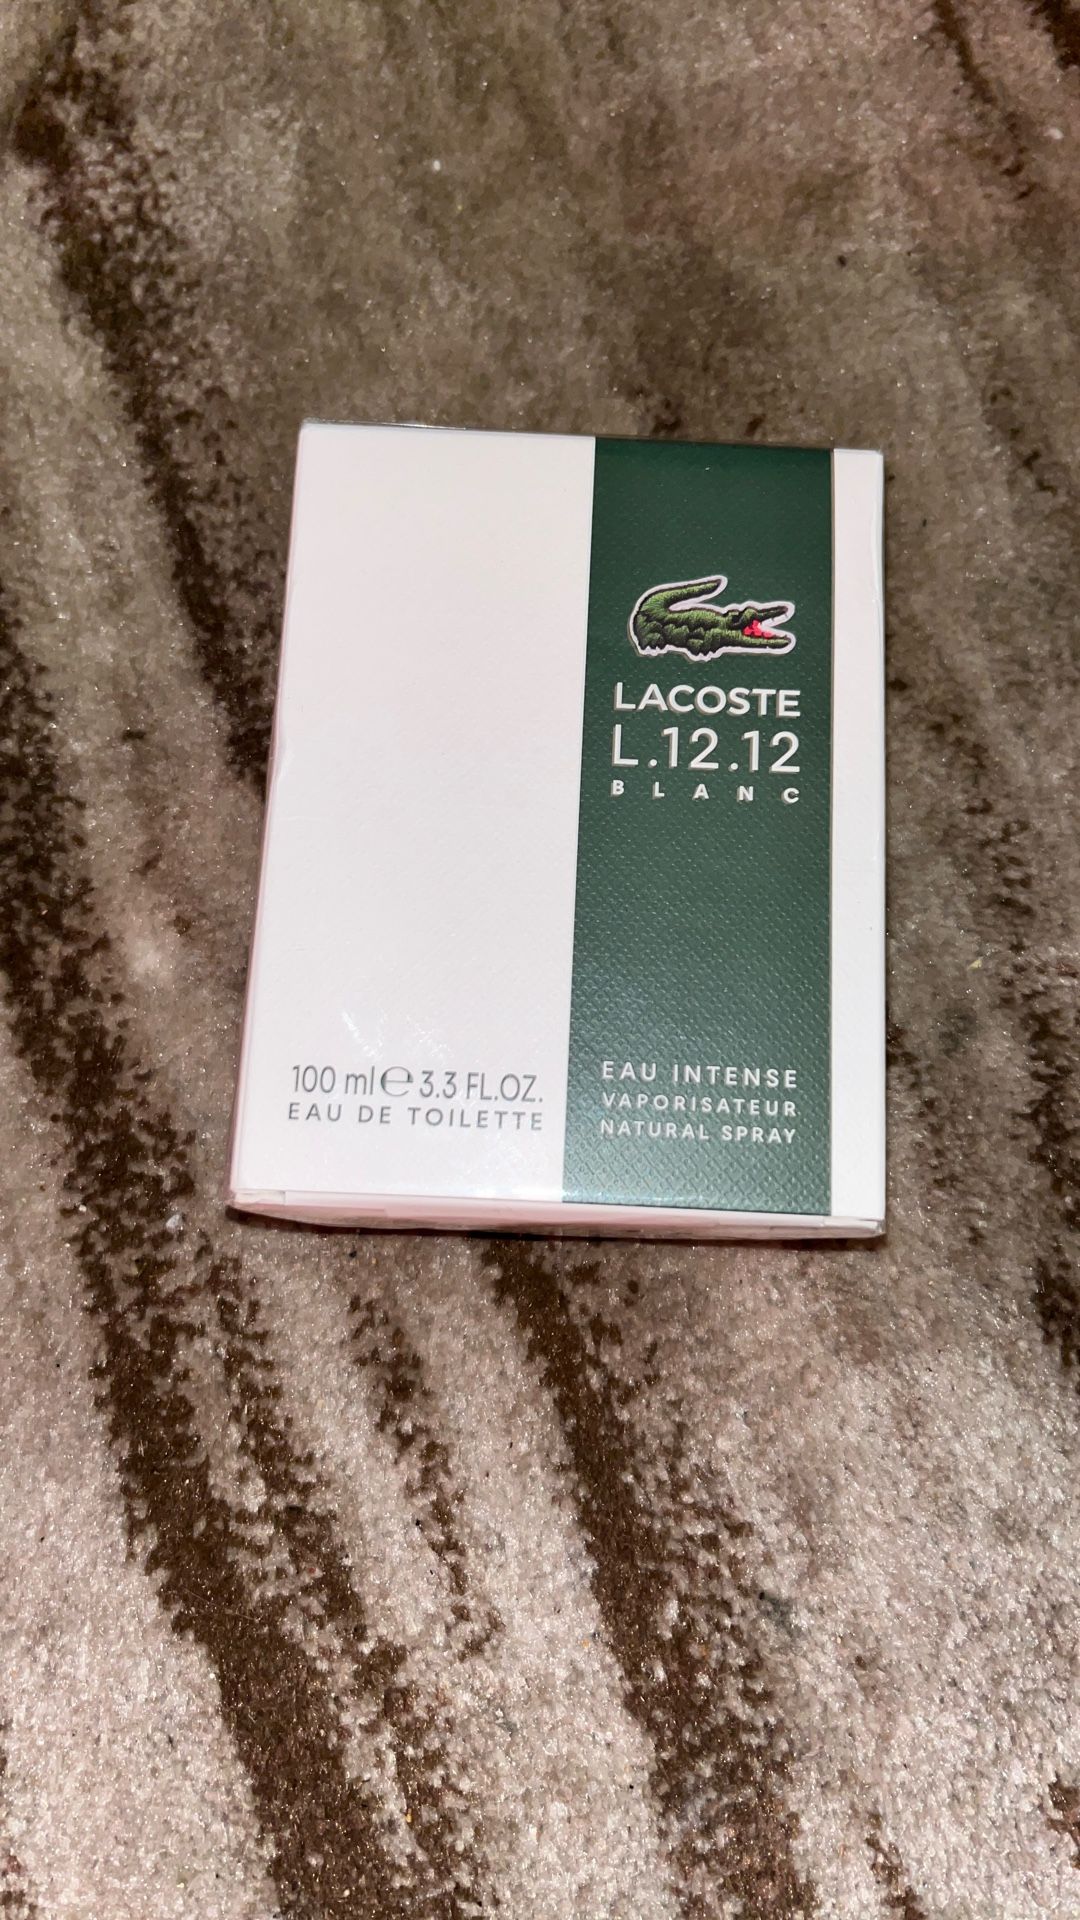 LACOSTE
L.12.12
BLANC
100 ml e 3.3 FL.OZ.
EAU DE TOILETTE
EAU INTENSE
VAPORISATEUR
NATURAL SPRAY